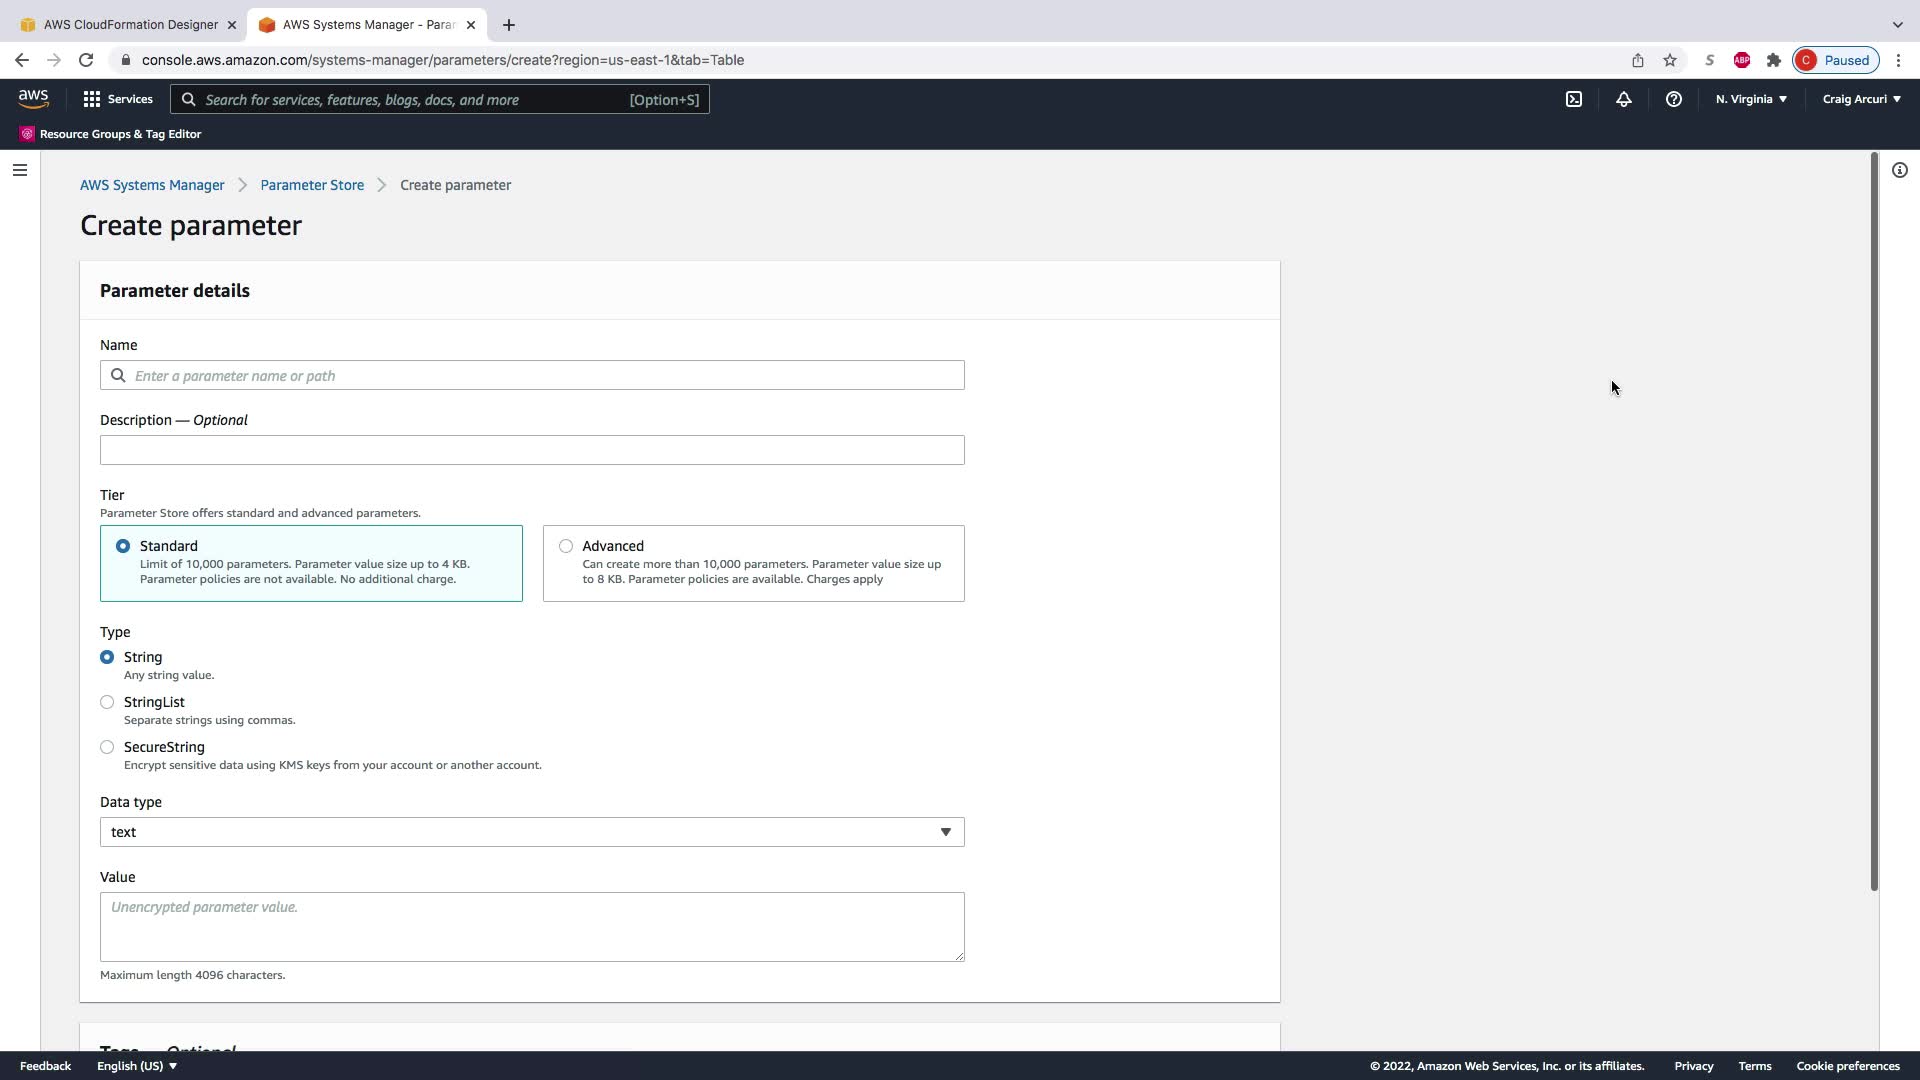 AWS CloudFormation Designer
AWS Systems Manager - Para
console.aws.amazon.com/systems-manager/parameters/create?region=us-east-1&tab=Table
S
ABP
C
Paused
aws
Services
Search for services, features, blogs, docs, and more
[Option+S]
N. Virginia
Craig Arcuri
Resource Groups & Tag Editor
AWS Systems Manager
Parameter Store
Create parameter
Create parameter
Parameter details
Name
Enter a parameter name or path
Description — Optional
Tier
Parameter Store offers standard and advanced parameters.
Standard
Limit of 10,000 parameters. Parameter value size up to 4 KB.
Parameter policies are not available. No additional charge.
Advanced
Can create more than 10,000 parameters. Parameter value size up
to 8 KB. Parameter policies are available. Charges apply
Type
String
Any string value.
StringList
Separate strings using commas.
SecureString
Encrypt sensitive data using KMS keys from your account or another account.
Data type
text
Value
Unencrypted parameter value.
Maximum length 4096 characters.
Tags — Optional
Feedback
English (US)
© 2022, Amazon Web Services, Inc. or its affiliates.
Privacy
Terms
Cookie preferences